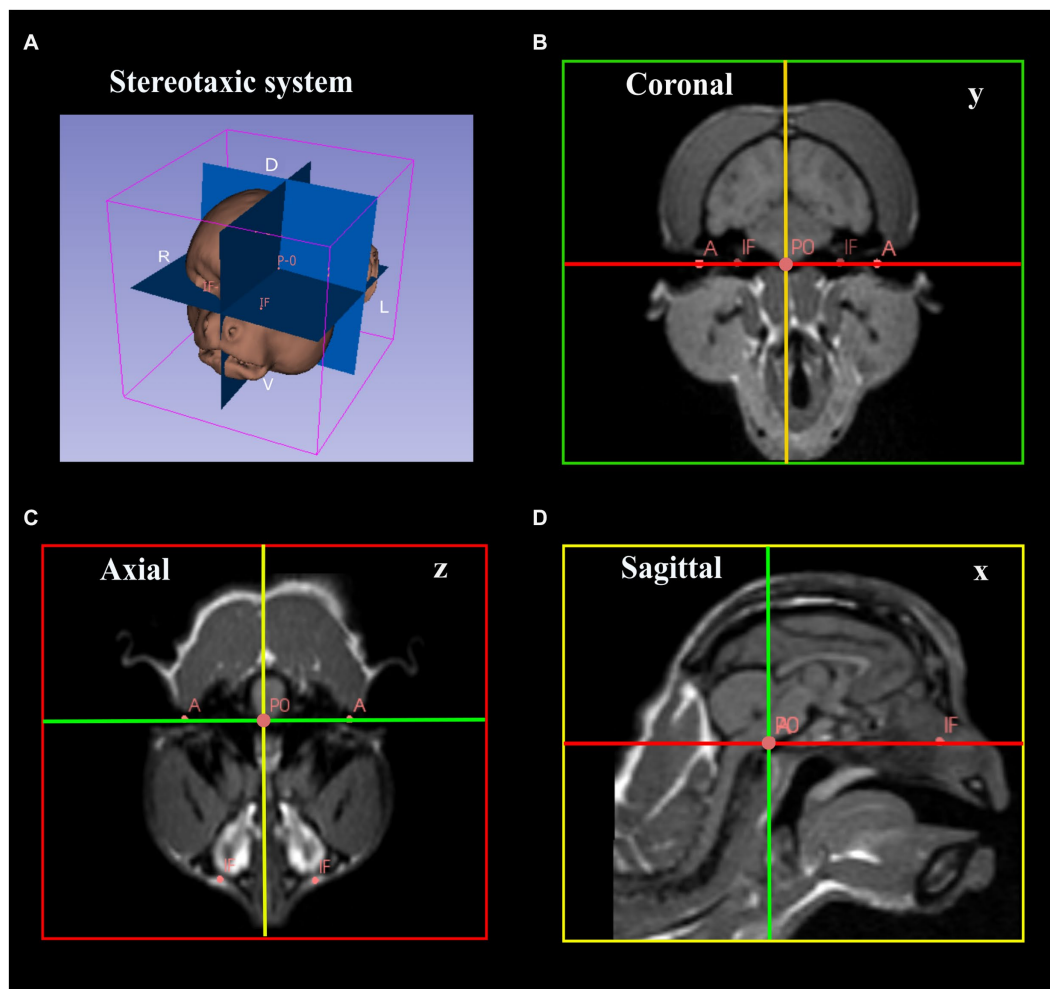 A
Stereotaxic system
D
R
P-0
IF
IF
L
V
B
Coronal
y
A
IF
PO
IF
A
C
Axial
z
A
PO
A
IF
IF
D
Sagittal
x
PO
IF